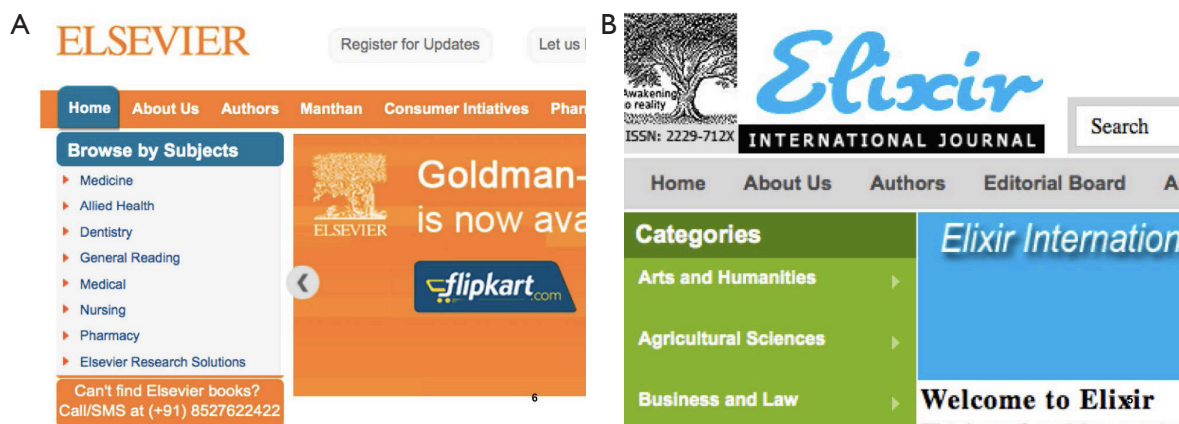 A
ELSEVIER
Register for Updates
Let us
Home About Us Authors Manthan Consumer Intiatives Phar
Browse by Subjects
Medicine
Allied Health
Dentistry
General Reading
Medical
Nursing
Pharmacy
Elsevier Research Solutions
Can't find Elsevier books?
Call/SMS at (+91) 8527622422
ELSEVIER
Goldman-
is now ava
flipkart.com
6
B
Awakening
to reality
ISSN: 2229-712X
Elixir
INTERNATIONAL JOURNAL
Search
Home About Us Authors Editorial Board A
Categories
Arts and Humanities
Agricultural Sciences
Business and Law
Elixir Internation
Welcome to Elixir
5